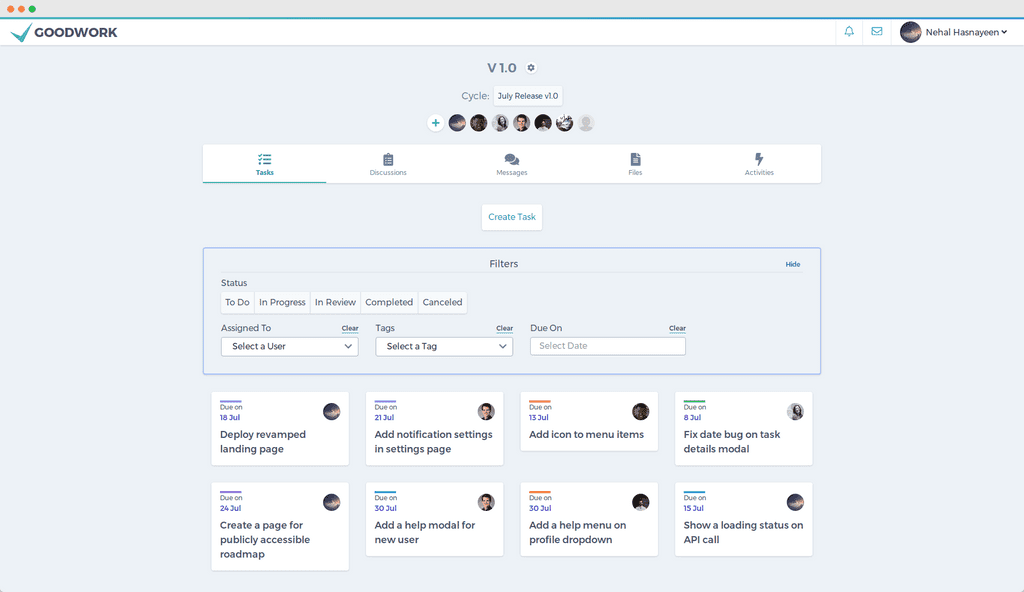 GOODWORK
Nehal Hasnayeen
V 1.0
Cycle: July Release v1.0
Tasks
Discussions
Messages
Files
Activities
Create Task
Filters
Hide
Status
To Do
In Progress
In Review
Completed
Canceled
Assigned To
Clear
Tags
Clear
Due On
Clear
Select a User
Select a Tag
Select Date
Due on
18 Jul
Deploy revamped
landing page
Due on
21 Jul
Add notification settings
in settings page
Due on
13 Jul
Add icon to menu items
Due on
8 Jul
Fix date bug on task
details modal
Due on
24 Jul
Create a page for
publicly accessible
roadmap
Due on
30 Jul
Add a help modal for
new user
Due on
30 Jul
Add a help menu on
profile dropdown
Due on
15 Jul
Show a loading status on
API call